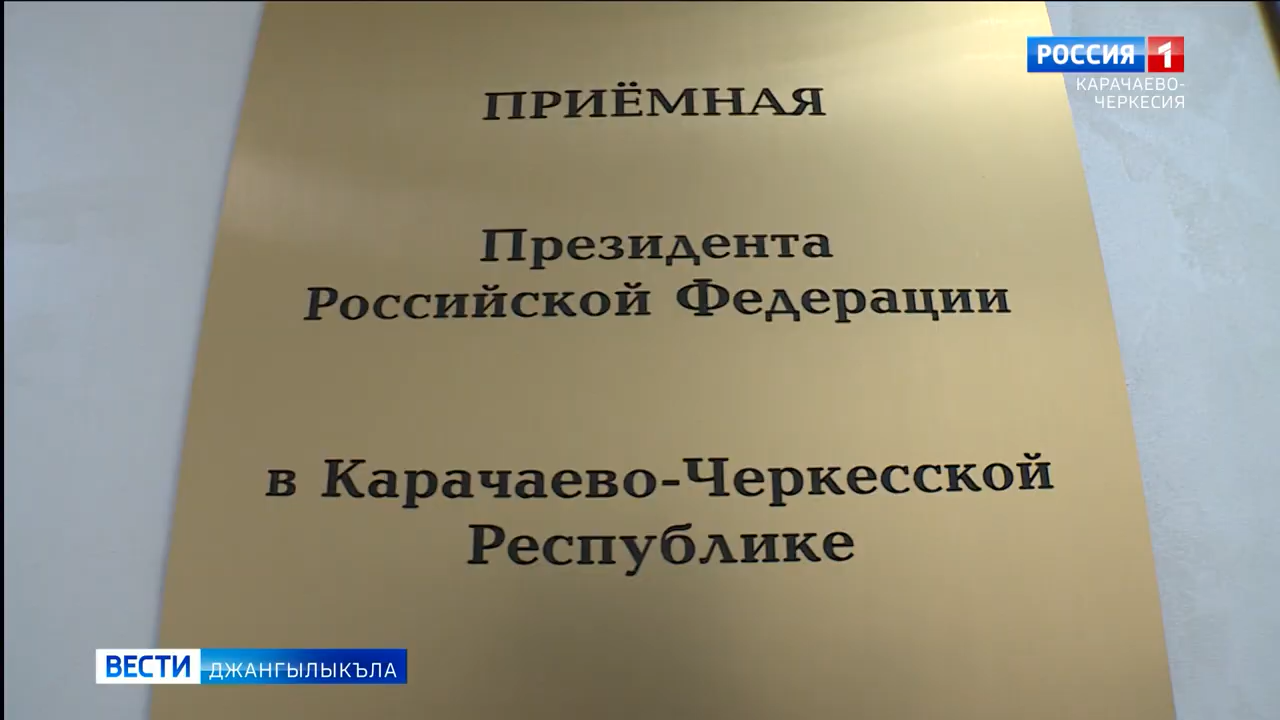 РОССИЯ 1
КАРАЧАЕВО-
ЧЕРКЕСИЯ
ПРИЁМНАЯ
Президента
Российской Федерации
в Карачаево-Черкесской
Республике
ВЕСТИ ДЖАНГЫЛЫКЪЛА